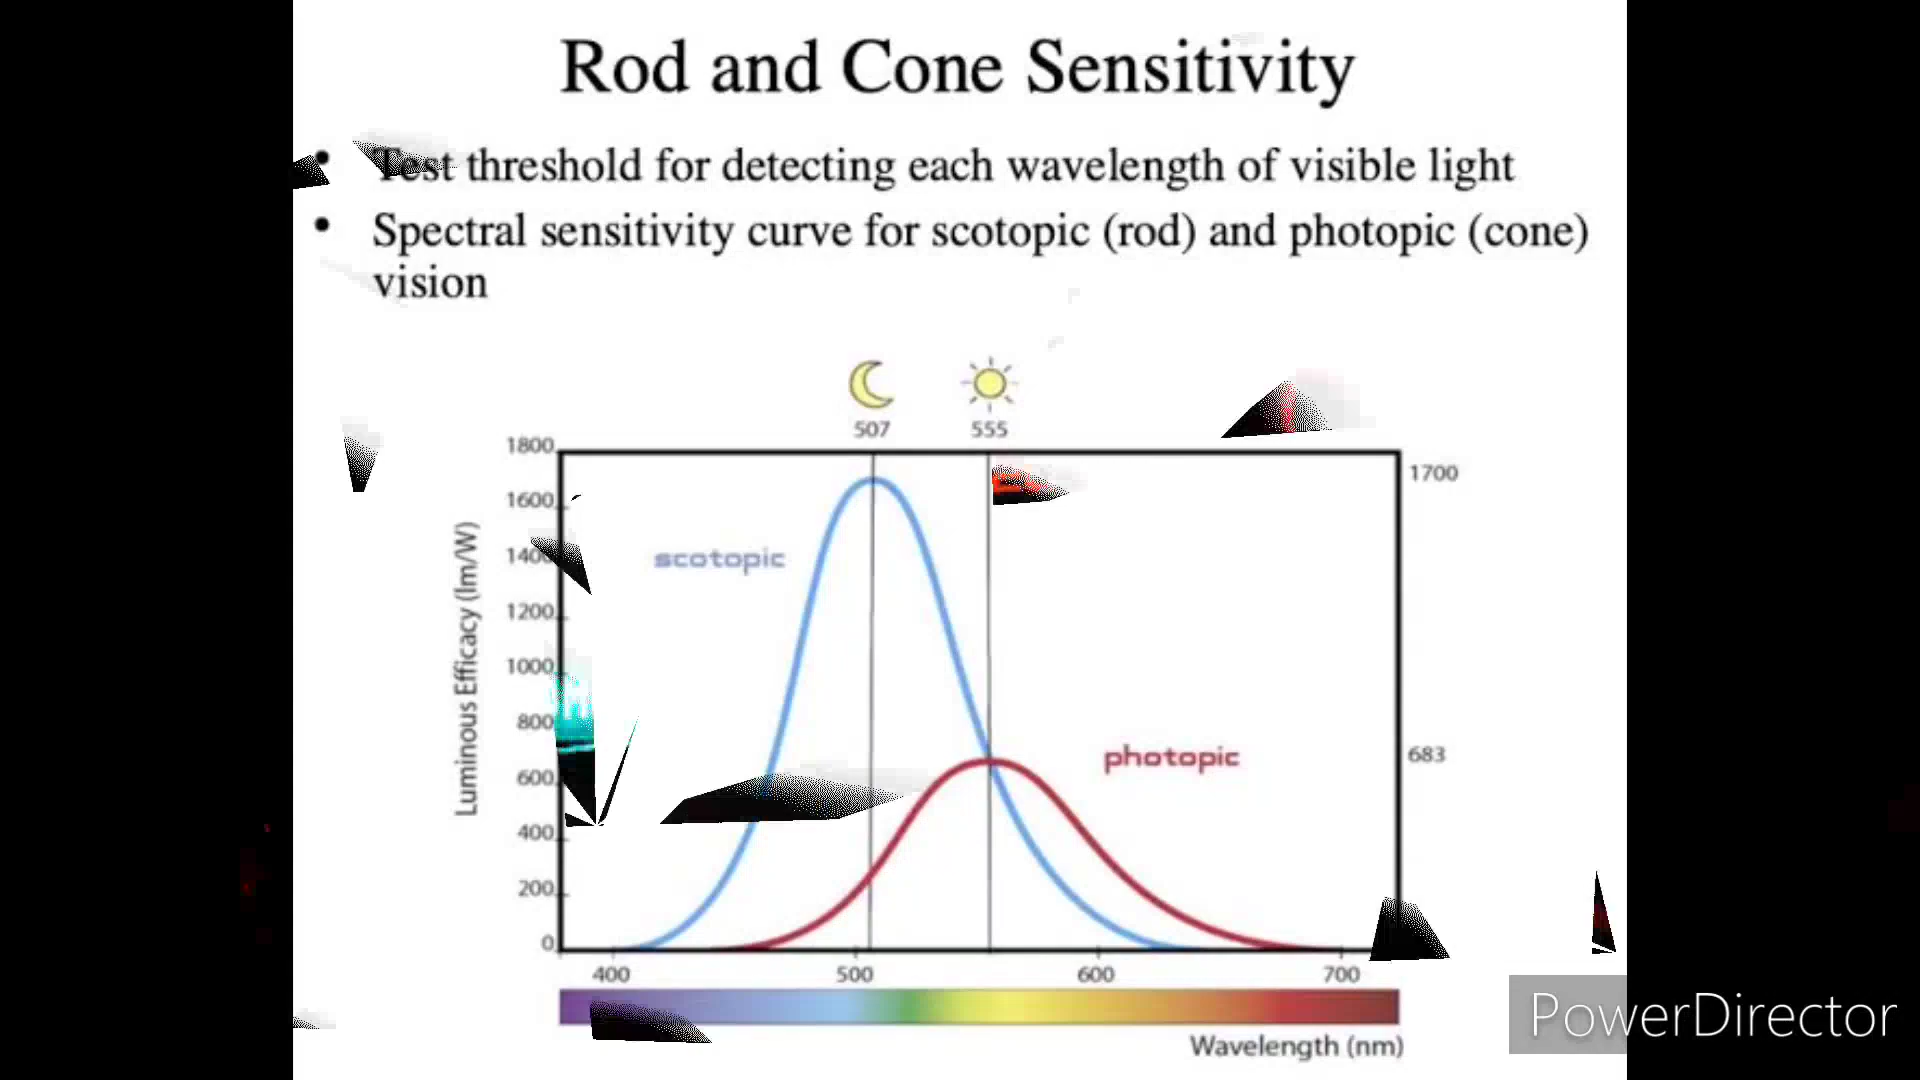 Rod and Cone Sensitivity
• Test threshold for detecting each wavelength of visible light
• Spectral sensitivity curve for scotopic (rod) and photopic (cone)
vision
507
555
1800
1700
1600
scotopic
1400
1200
1000
Luminous Efficacy (lm/W)
800
photopic
683
600
400
200
0
400
500
600
700
Wavelength (nm)
PowerDirector